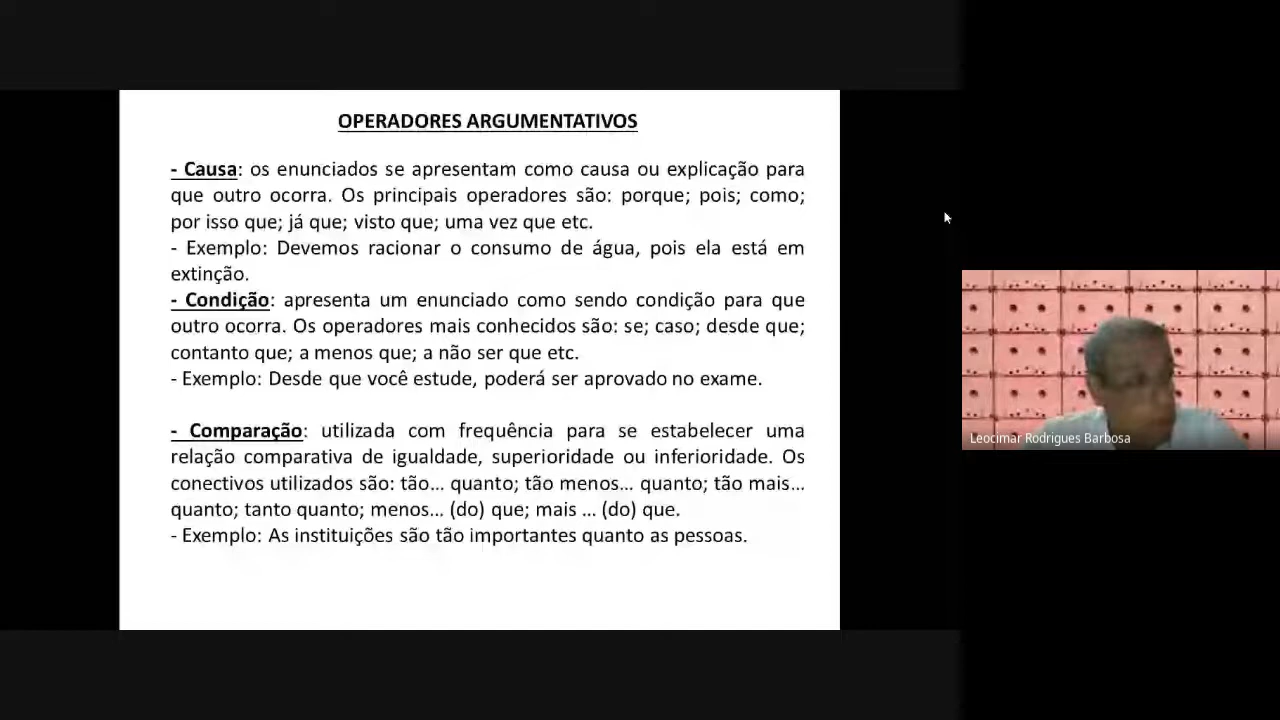 OPERADORES ARGUMENTATIVOS
- Causa: os enunciados se apresentam como causa ou explicação para
que outro ocorra. Os principais operadores são: porque; pois; como;
por isso que; já que; visto que; uma vez que etc.
- Exemplo: Devemos racionar o consumo de água, pois ela está em
extinção.
- Condição: apresenta um enunciado como sendo condição para que
outro ocorra. Os operadores mais conhecidos são: se; caso; desde que;
contanto que; a menos que; a não ser que etc.
- Exemplo: Desde que você estude, poderá ser aprovado no exame.
- Comparação: utilizada com frequência para se estabelecer uma
relação comparativa de igualdade, superioridade ou inferioridade. Os
conectivos utilizados são: tão... quanto; tão menos... quanto; tão mais...
quanto; tanto quanto; menos... (do) que; mais ... (do) que.
- Exemplo: As instituições são tão importantes quanto as pessoas.
Leocimar Rodrigues Barbosa